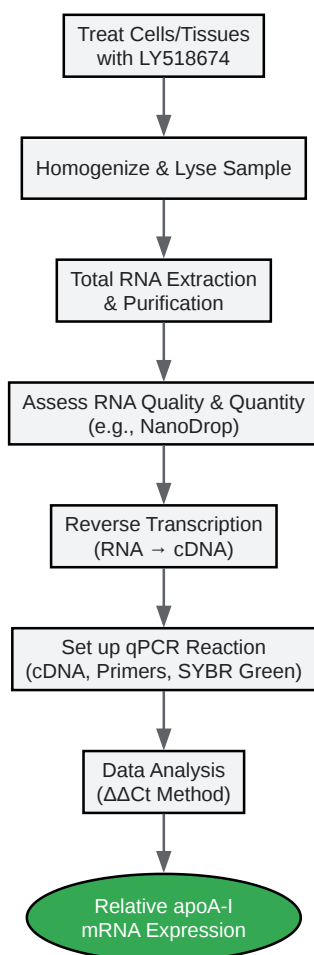 Treat Cells/Tissues
with LY518674
Homogenize & Lyse Sample
Total RNA Extraction
& Purification
Assess RNA Quality & Quantity
(e.g., NanoDrop)
Reverse Transcription
(RNA → cDNA)
Set up qPCR Reaction
(cDNA, Primers, SYBR Green)
Data Analysis
(ΔΔCt Method)
Relative apoA-I
mRNA Expression